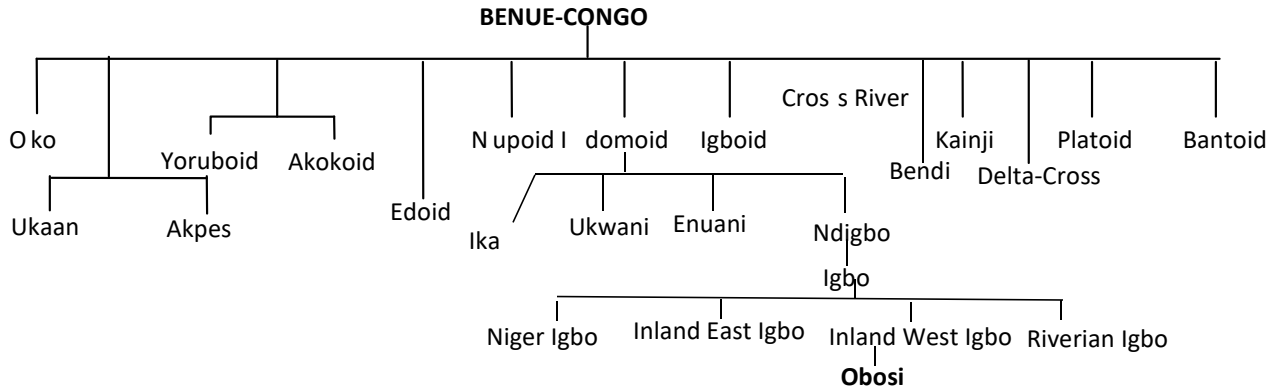 BENUE-CONGO
Cros s River
O ko
Yoruboid
Akokoid
N upoid I domoid
Igboid
Kainji
Platoid
Bantoid
Bendi
Delta-Cross
Ukaan
Akpes
Edoid
Ika
Ukwani
Enuani
Ndigbo
Igbo
Niger Igbo
Inland East Igbo
Inland West Igbo
Riverian Igbo
Obosi